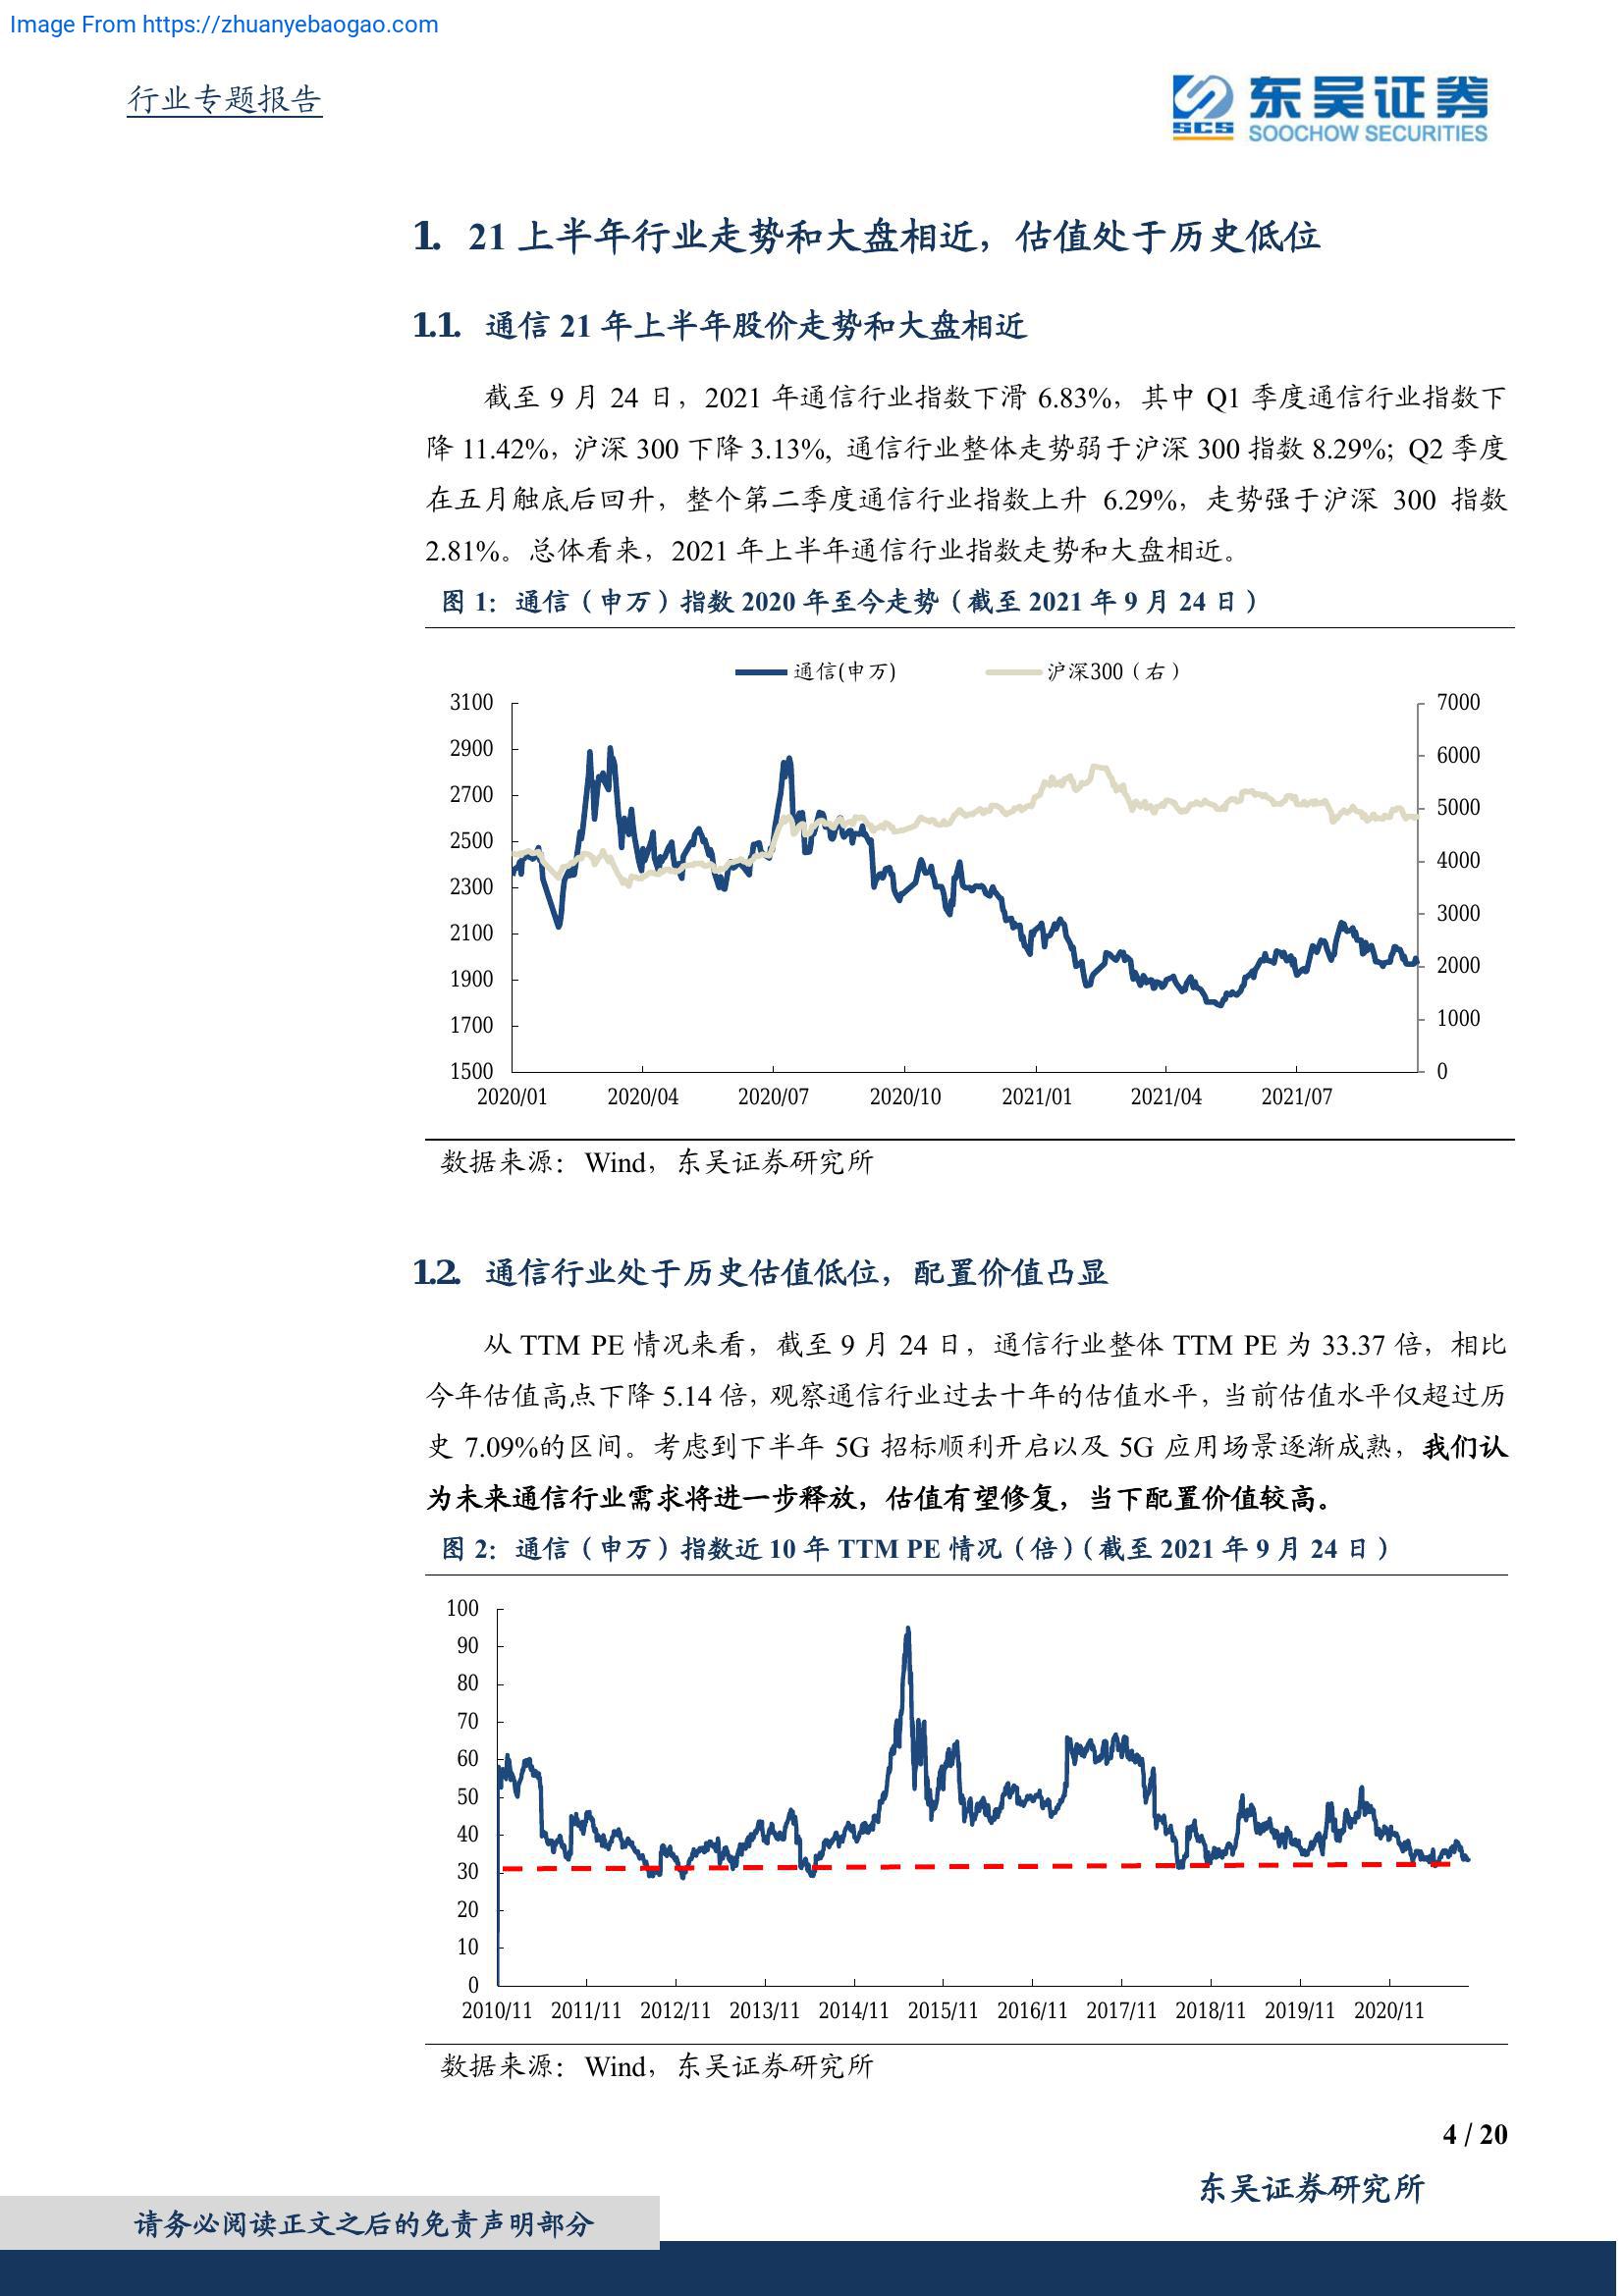 Image From https://zhuanyebaogao.com
行业专题报告
东吴证券
SCS
SOOCHOW SECURITIES
1. 21 上半年行业走势和大盘相近，估值处于历史低位
1.1. 通信 21 年上半年股价走势和大盘相近
截至 9 月 24 日，2021 年通信行业指数下滑 6.83%，其中 Q1 季度通信行业指数下
降 11.42%，沪深 300 下降 3.13%, 通信行业整体走势弱于沪深 300 指数 8.29%；Q2 季度
在五月触底后回升，整个第二季度通信行业指数上升 6.29%，走势强于沪深 300 指数
2.81%。总体看来，2021 年上半年通信行业指数走势和大盘相近。
图 1：通信（申万）指数 2020 年至今走势（截至 2021 年 9 月 24 日）
通信(申万) 沪深300（右）
3100 7000
2900 6000
2700 5000
2500 4000
2300 3000
2100 2000
1900 1000
1700 0
1500
2020/01 2020/04 2020/07 2020/10 2021/01 2021/04 2021/07
数据来源：Wind，东吴证券研究所
1.2. 通信行业处于历史估值低位，配置价值凸显
从 TTM PE 情况来看，截至 9 月 24 日，通信行业整体 TTM PE 为 33.37 倍，相比
今年估值高点下降 5.14 倍，观察通信行业过去十年的估值水平，当前估值水平仅超过历
史 7.09%的区间。考虑到下半年 5G 招标顺利开启以及 5G 应用场景逐渐成熟，我们认
为未来通信行业需求将进一步释放，估值有望修复，当下配置价值较高。
图 2：通信（申万）指数近 10 年 TTM PE 情况（倍）（截至 2021 年 9 月 24 日）
100
90
80
70
60
50
40
30
20
10
0
2010/11 2011/11 2012/11 2013/11 2014/11 2015/11 2016/11 2017/11 2018/11 2019/11 2020/11
数据来源：Wind，东吴证券研究所
4 / 20
东吴证券研究所
请务必阅读正文之后的免责声明部分